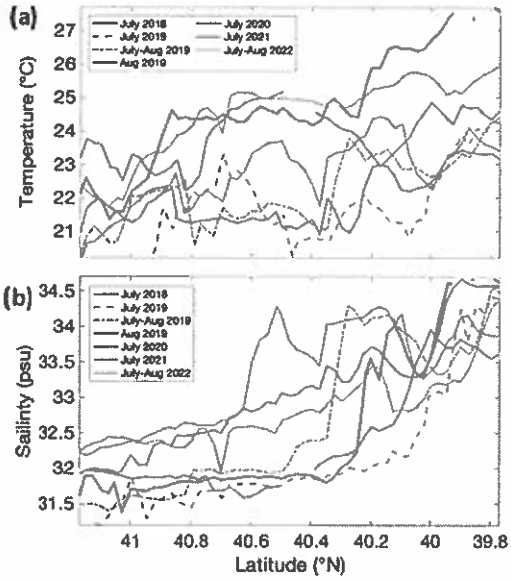 (a)
27
26
25
24
23
22
21
Temperature (°C)
July 2018
July 2019
July-Aug 2019
Aug 2019
July 2020
July 2021
July-Aug 2022
(b)
34.5
34
33.5
33
32.5
32
31.5
Sailinty (psu)
July 2018
July 2019
July-Aug 2019
Aug 2019
July 2020
July 2021
July-Aug 2022
41 40.8 40.6 40.4 40.2 40 39.8
Latitude (°N)